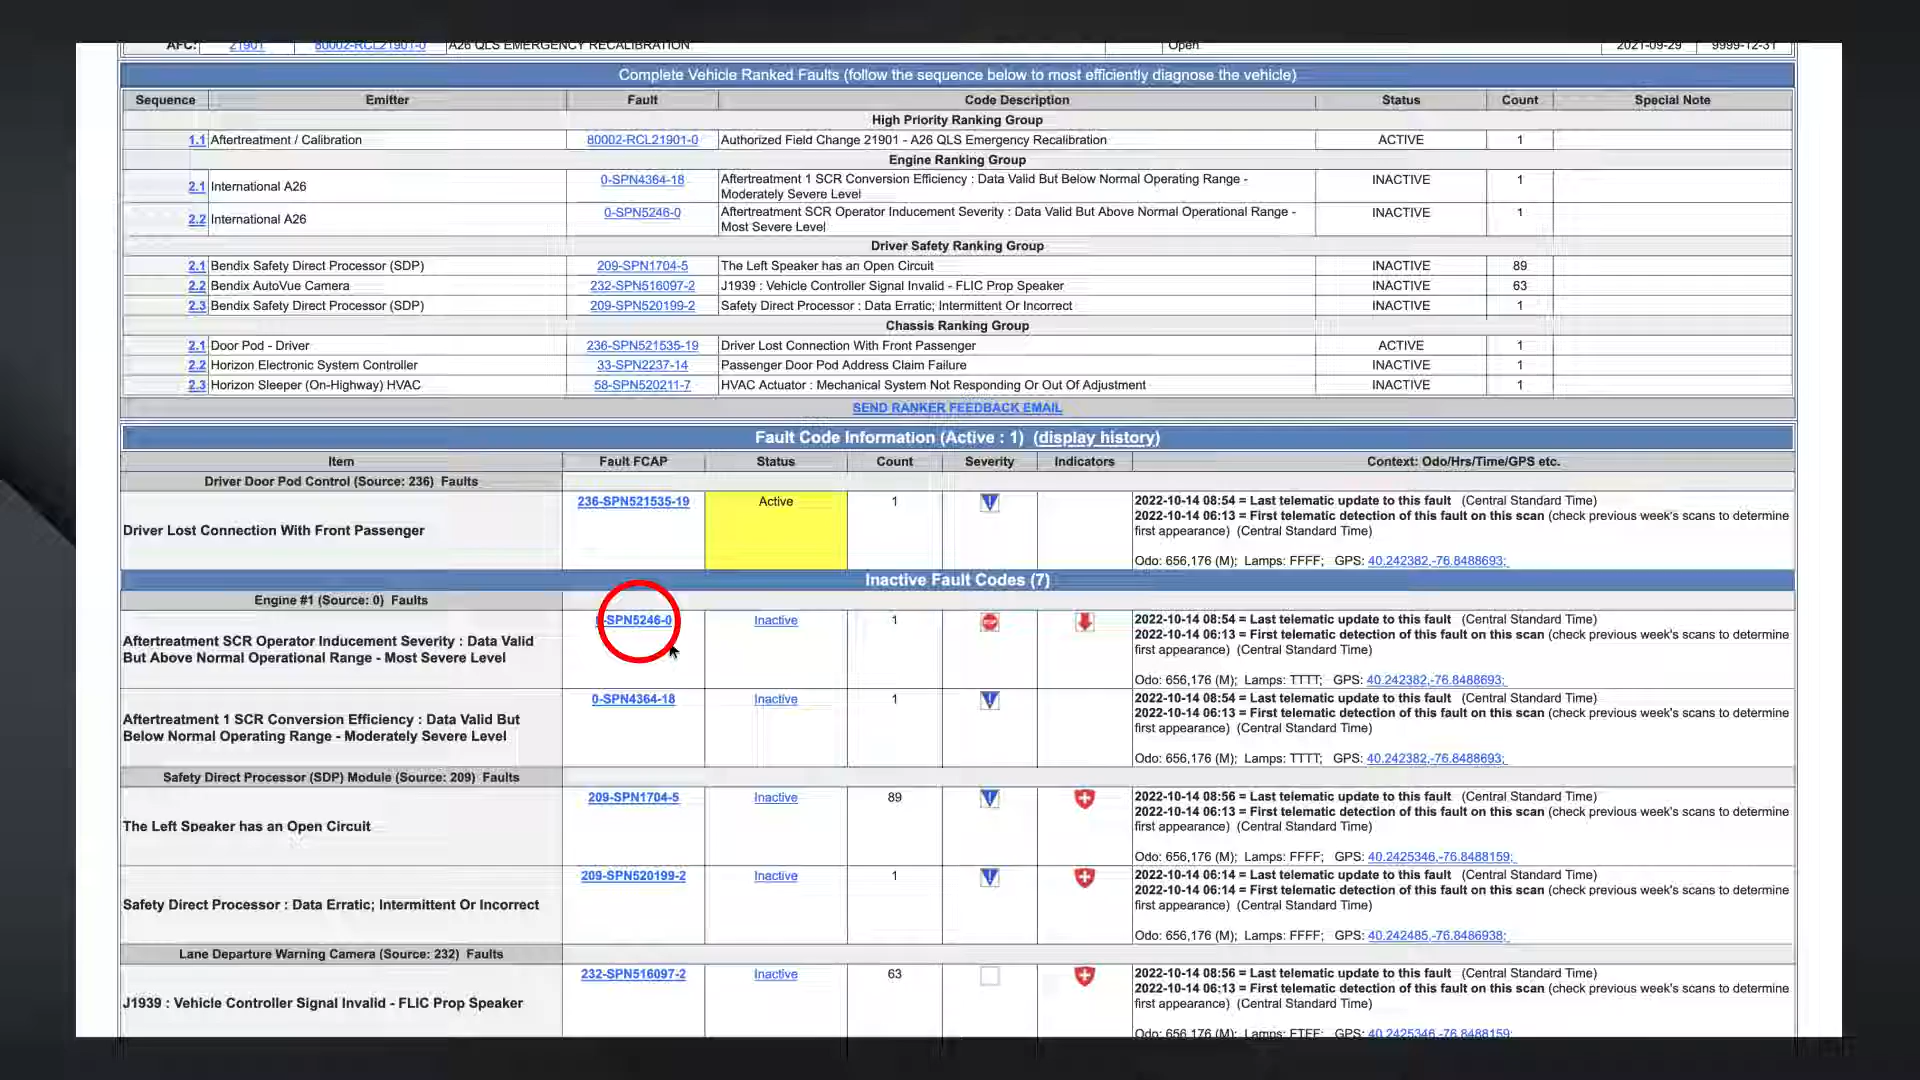 AFC: 21901 80002-RCL21901-0 A26 QLS EMERGENCY RECALIBRATION Open 2021-09-29 9999-12-31
Complete Vehicle Ranked Faults (follow the sequence below to most efficiently diagnose the vehicle)
Sequence Emitter Fault Code Description Status Count Special Note
High Priority Ranking Group
1.1 Aftertreatment / Calibration 80002-RCL21901-0 Authorized Field Change 21901 - A26 QLS Emergency Recalibration ACTIVE 1
Engine Ranking Group
2.1 International A26 0-SPN4364-18 Aftertreatment 1 SCR Conversion Efficiency : Data Valid But Below Normal Operating Range - INACTIVE 1
Moderately Severe Level
2.2 International A26 0-SPN5246-0 Aftertreatment SCR Operator Inducement Severity : Data Valid But Above Normal Operational Range - INACTIVE 1
Most Severe Level
Driver Safety Ranking Group
2.1 Bendix Safety Direct Processor (SDP) 209-SPN1704-5 The Left Speaker has an Open Circuit INACTIVE 89
2.2 Bendix AutoVue Camera 232-SPN516097-2 J1939 : Vehicle Controller Signal Invalid - FLIC Prop Speaker INACTIVE 63
2.3 Bendix Safety Direct Processor (SDP) 209-SPN520199-2 Safety Direct Processor : Data Erratic; Intermittent Or Incorrect INACTIVE 1
Chassis Ranking Group
2.1 Door Pod - Driver 236-SPN521535-19 Driver Lost Connection With Front Passenger ACTIVE 1
2.2 Horizon Electronic System Controller 33-SPN2237-14 Passenger Door Pod Address Claim Failure INACTIVE 1
2.3 Horizon Sleeper (On-Highway) HVAC 58-SPN520211-7 HVAC Actuator : Mechanical System Not Responding Or Out Of Adjustment INACTIVE 1
SEND RANKER FEEDBACK EMAIL
Fault Code Information (Active : 1) (display history)
Item Fault FCAP Status Count Severity Indicators Context: Odo/Hrs/Time/GPS etc.
Driver Door Pod Control (Source: 236) Faults
Driver Lost Connection With Front Passenger 236-SPN521535-19 Active 1 2022-10-14 08:54 = Last telematic update to this fault (Central Standard Time)
2022-10-14 06:13 = First telematic detection of this fault on this scan (check previous week's scans to determine
first appearance) (Central Standard Time)
Odo: 656,176 (M); Lamps: FFFF; GPS: 40.242382,-76.8488693;
Inactive Fault Codes (7)
Engine #1 (Source: 0) Faults
-SPN5246-0 Inactive 1 STOP 2022-10-14 08:54 = Last telematic update to this fault (Central Standard Time)
Aftertreatment SCR Operator Inducement Severity : Data Valid 2022-10-14 06:13 = First telematic detection of this fault on this scan (check previous week's scans to determine
But Above Normal Operational Range - Most Severe Level first appearance) (Central Standard Time)
Odo: 656,176 (M); Lamps: TTTT; GPS: 40.242382,-76.8488693;
0-SPN4364-18 Inactive 1 2022-10-14 08:54 = Last telematic update to this fault (Central Standard Time)
Aftertreatment 1 SCR Conversion Efficiency : Data Valid But 2022-10-14 06:13 = First telematic detection of this fault on this scan (check previous week's scans to determine
Below Normal Operating Range - Moderately Severe Level first appearance) (Central Standard Time)
Odo: 656,176 (M); Lamps: TTTT; GPS: 40.242382,-76.8488693;
Safety Direct Processor (SDP) Module (Source: 209) Faults
209-SPN1704-5 Inactive 89 2022-10-14 08:56 = Last telematic update to this fault (Central Standard Time)
2022-10-14 06:13 = First telematic detection of this fault on this scan (check previous week's scans to determine
The Left Speaker has an Open Circuit first appearance) (Central Standard Time)
Odo: 656,176 (M); Lamps: FFFF; GPS: 40.2425346,-76.8488159;
209-SPN520199-2 Inactive 1 2022-10-14 06:14 = Last telematic update to this fault (Central Standard Time)
2022-10-14 06:14 = First telematic detection of this fault on this scan (check previous week's scans to determine
Safety Direct Processor : Data Erratic; Intermittent Or Incorrect first appearance) (Central Standard Time)
Odo: 656,176 (M); Lamps: FFFF; GPS: 40.242485,-76.8486938;
Lane Departure Warning Camera (Source: 232) Faults
232-SPN516097-2 Inactive 63 2022-10-14 08:56 = Last telematic update to this fault (Central Standard Time)
2022-10-14 06:13 = First telematic detection of this fault on this scan (check previous week's scans to determine
J1939 : Vehicle Controller Signal Invalid - FLIC Prop Speaker first appearance) (Central Standard Time)
Odo: 656,176 (M); Lamps: FTFF; GPS: 40.2425346,-76.8488159;